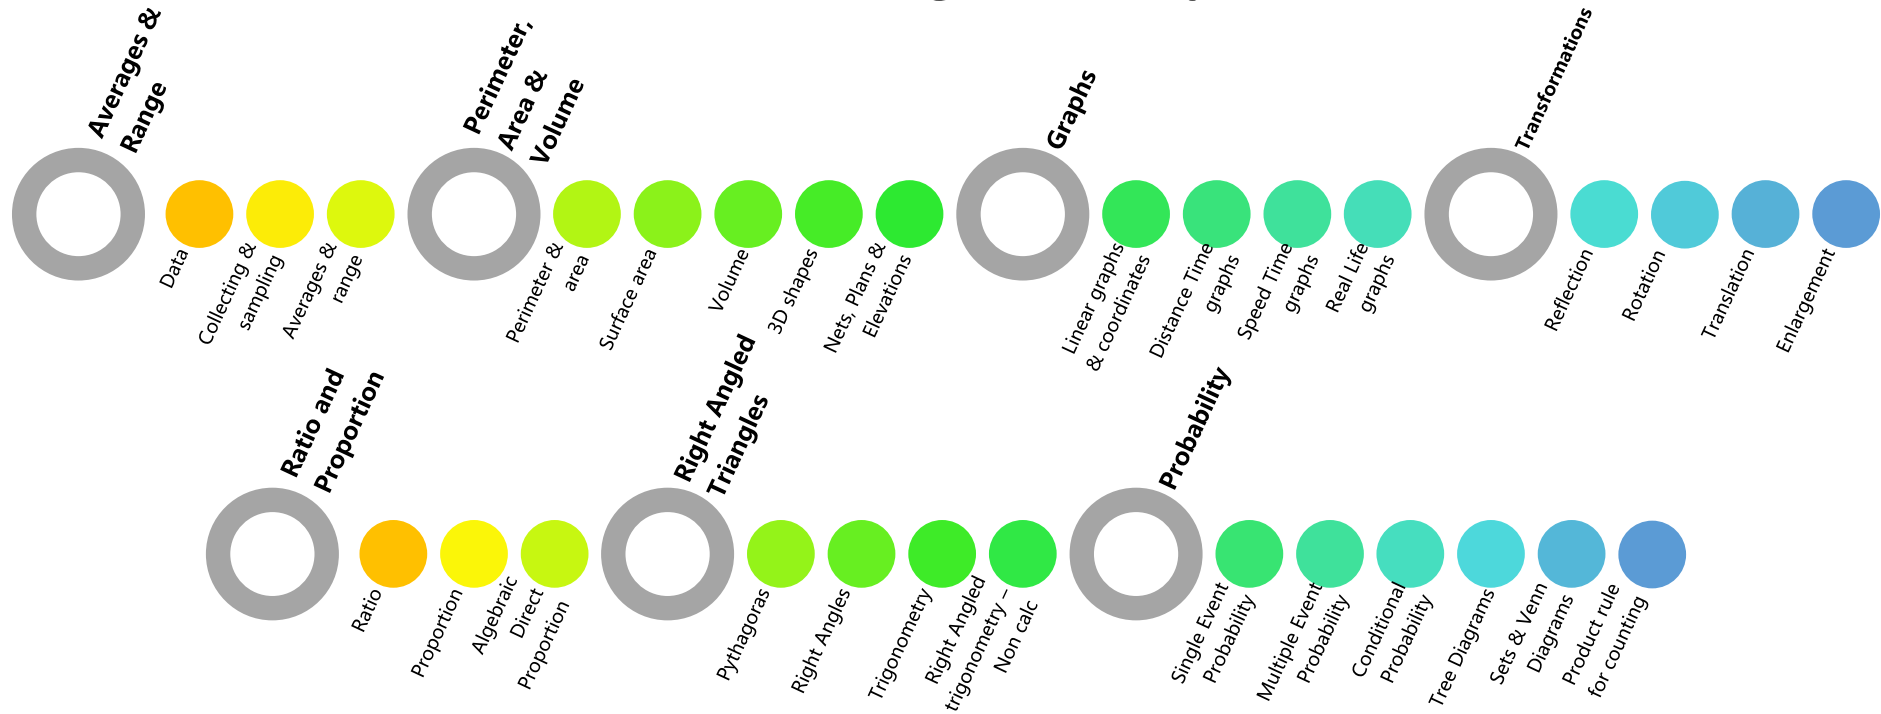 Averages &
Range
Data
Collecting &
sampling
Averages &
range
Perimeter,
Area &
Volume
Perimeter &
area
Surface area
Volume
3D shapes
Nets, Plans &
Elevations
Graphs
Linear graphs
& coordinates
Distance Time
graphs
Speed Time
graphs
Real Life
graphs
Transformations
Reflection
Rotation
Translation
Enlargement
Ratio and
Proportion
Ratio
Proportion
Algebraic
Direct
Proportion
Right Angled
Triangles
Pythagoras
Right Angles
Trigonometry
Right Angled
trigonometry –
Non calc
Probability
Single Event
Probability
Multiple Event
Probability
Conditional
Probability
Tree Diagrams
Sets & Venn
Diagrams
Product rule
for counting